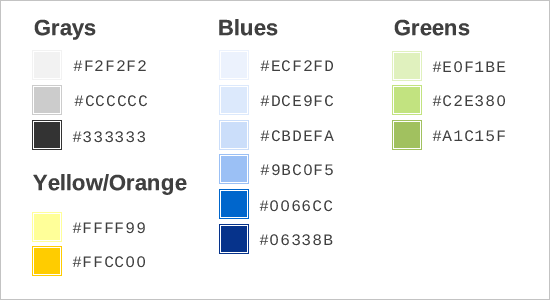 Grays
#F2F2F2
#CCCCCC
#333333
Yellow/Orange
#FFFF99
#FFCC00
Blues
#ECF2FD
#DCE9FC
#CBDEFA
#9BC0F5
#0066CC
#06338B
Greens
#E0F1BE
#C2E380
#A1C15F